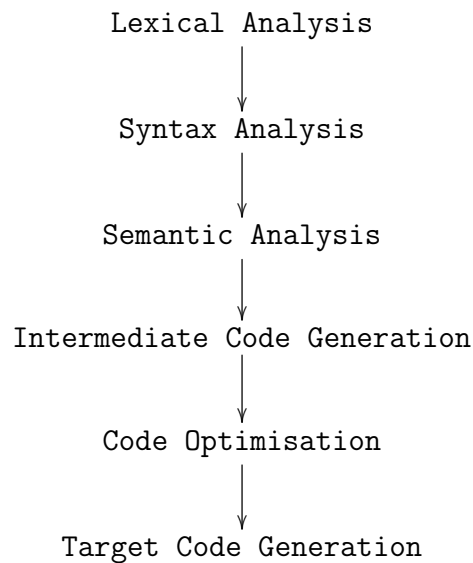 Lexical Analysis
Syntax Analysis
Semantic Analysis
Intermediate Code Generation
Code Optimisation
Target Code Generation